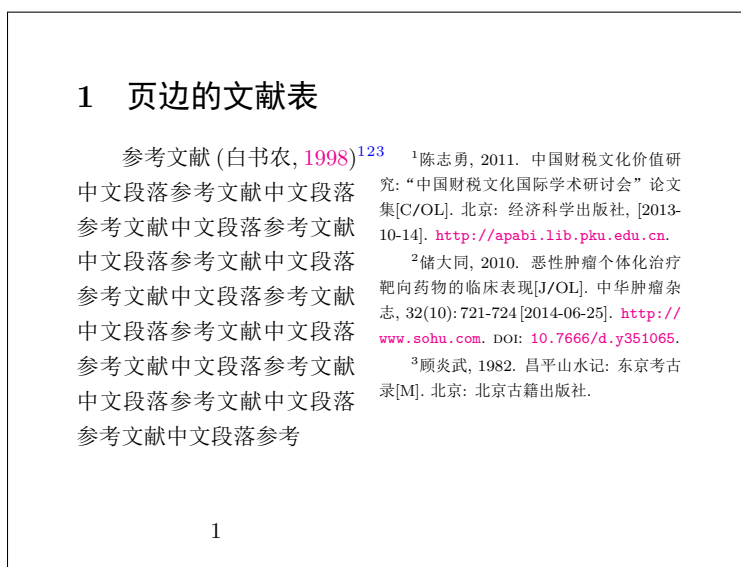 1 页边的文献表
参考文献 (白书农, 1998)123
中文段落参考文献中文段落
参考文献中文段落参考文献
中文段落参考文献中文段落
参考文献中文段落参考文献
中文段落参考文献中文段落
参考文献中文段落参考文献
中文段落参考文献中文段落
参考文献中文段落参考
1陈志勇, 2011. 中国财税文化价值研
究: “中国财税文化国际学术研讨会” 论文
集[C/OL]. 北京: 经济科学出版社, [2013-
10-14]. http://apabi.lib.pku.edu.cn.
2储大同, 2010. 恶性肿瘤个体化治疗
靶向药物的临床表现[J/OL]. 中华肿瘤杂
志, 32(10): 721-724 [2014-06-25]. http://
www.sohu.com. DOI: 10.7666/d.y351065.
3顾炎武, 1982. 昌平山水记: 东京考古
录[M]. 北京: 北京古籍出版社.
1